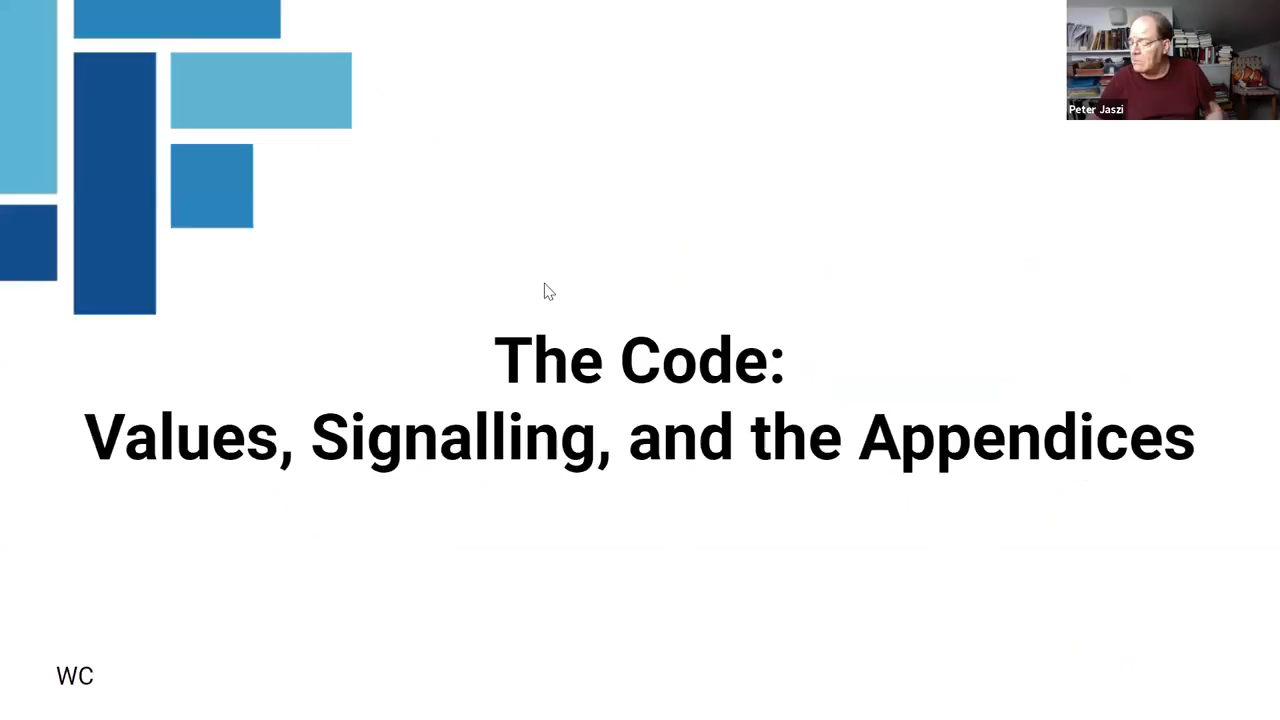 Peter Jaszi
The Code:
Values, Signalling, and the Appendices
WC